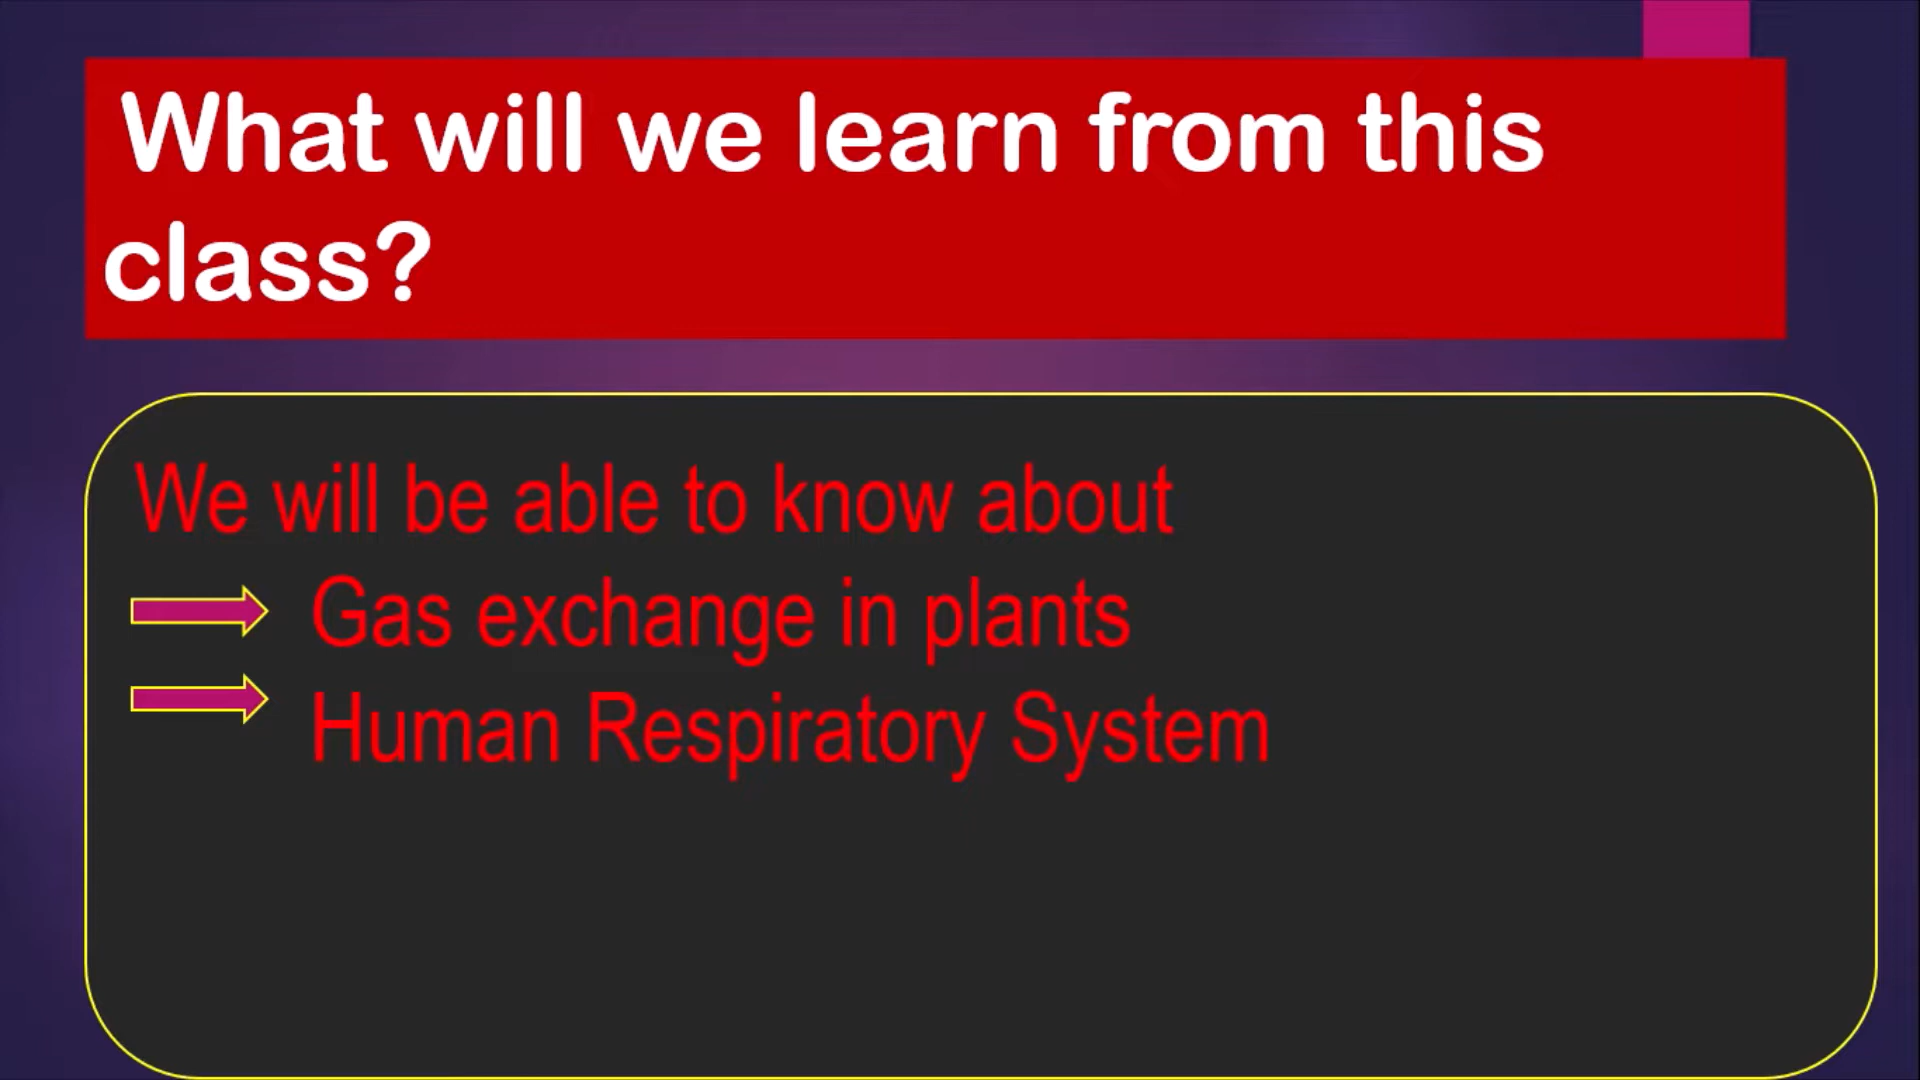 What will we learn from this
class?
We will be able to know about
Gas exchange in plants
Human Respiratory System